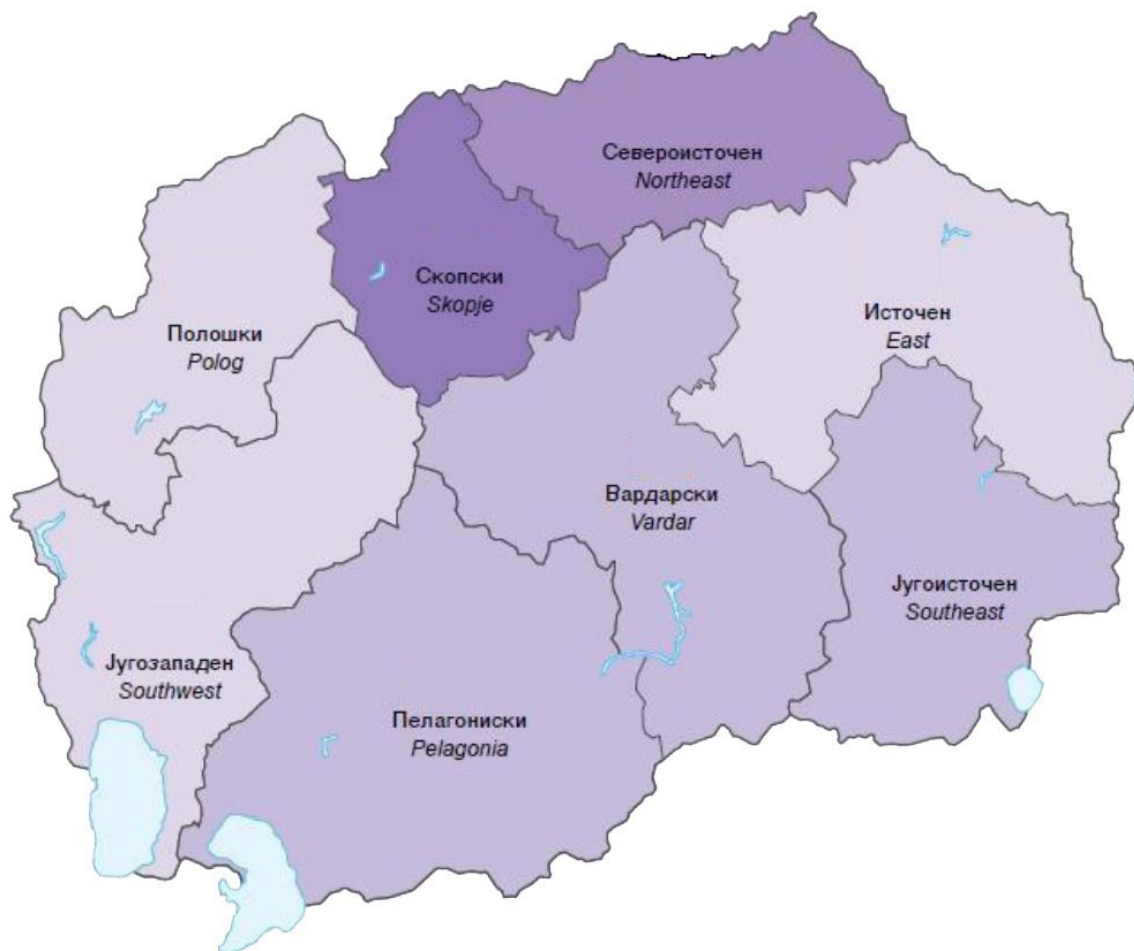 Североисточен
Northeast
Скопски
Skopje
Источен
East
Полошки
Polog
Вардарски
Vardar
Југоисточен
Southeast
Југозападен
Southwest
Пелагониски
Pelagonia